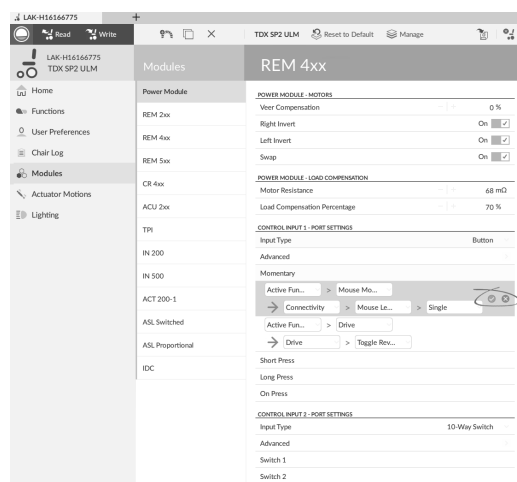 LAK-H16166775
+
Read
Write
TDX SP2 ULM
Reset to Default
Manage
LAK-H16166775
TDX SP2 ULM
Home
Functions
User Preferences
Chair Log
Modules
Actuator Motions
Lighting
Modules
Power Module
REM 2xx
REM 4xx
REM 5xx
CR 4xx
ACU 2xx
TPI
IN 200
IN 500
ACT 200-1
ASL Switched
ASL Proportional
IDC
REM 4xx
POWER MODULE - MOTORS
Veer Compensation - + 0 %
Right Invert On
Left Invert On
Swap On
POWER MODULE - LOAD COMPENSATION
Motor Resistance - + 68 mΩ
Load Compensation Percentage - + 70 %
CONTROL INPUT 1 - PORT SETTINGS
Input Type Button
Advanced
Momentary
Active Fun... > Mouse Mo...
Connectivity > Mouse Le... > Single
Active Fun... > Drive
Drive > Toggle Rev...
Short Press
Long Press
On Press
CONTROL INPUT 2 - PORT SETTINGS
Input Type 10-Way Switch
Advanced
Switch 1
Switch 2